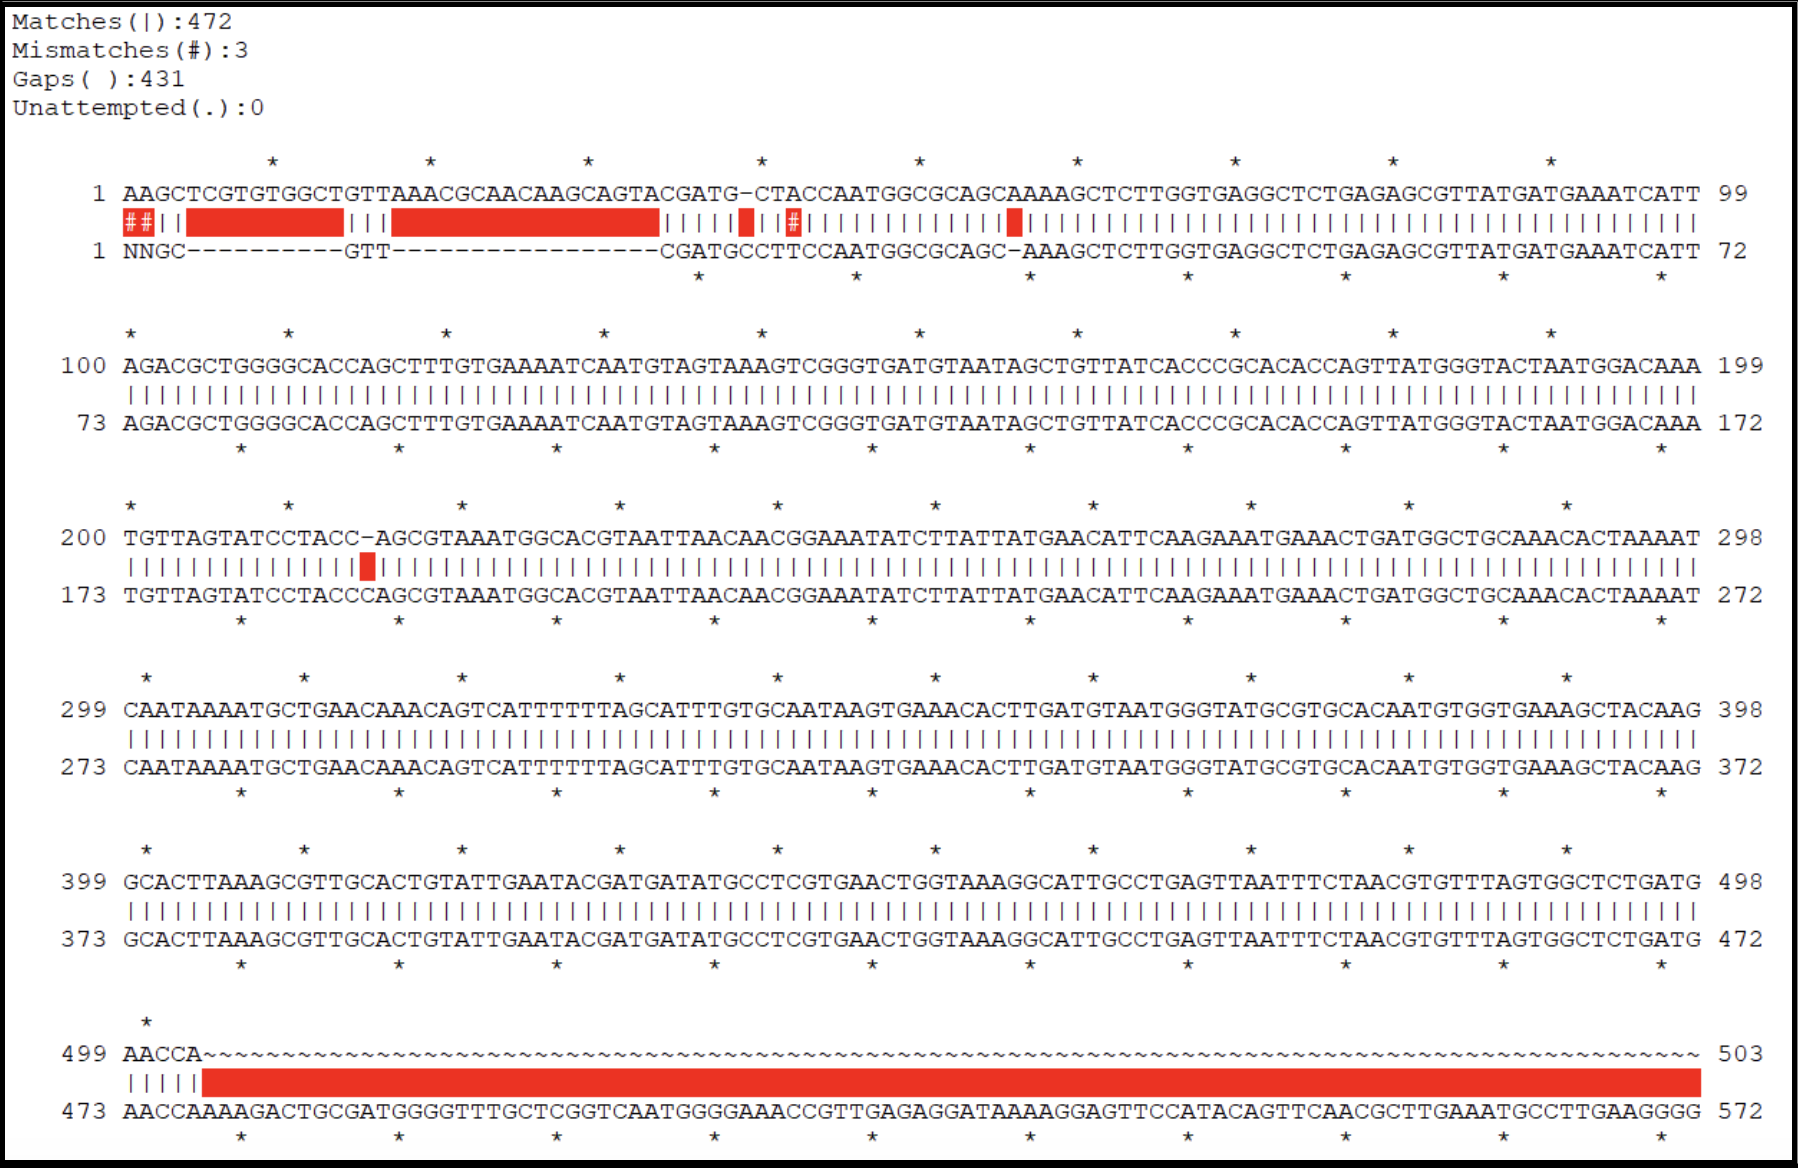 Matches(|):472
Mismatches(#):3
Gaps( ):431
Unattempted(.):0
* * * * * * * * *
1 AAGCTCGTGTGGCTGTTAAACGCAACAAGCAGTACGATG-CTACCAATGGCGCAGCAAAAGCTCTTGGTGAGGCTCTGAGAGCGTTATGATGAAATCATT 99
##|| ||| ||||| ||#||||||||||||| |||||||||||||||||||||||||||||||||||||||||||
1 NNGC----------GTT-----------------CGATGCCTTCCAATGGCGCAGC-AAAGCTCTTGGTGAGGCTCTGAGAGCGTTATGATGAAATCATT 72
* * * * * * *
* * * * * * * * * *
100 AGACGCTGGGGCACCAGCTTTGTGAAAATCAATGTAGTAAAGTCGGGTGATGTAATAGCTGTTATCACCCGCACACCAGTTATGGGTACTAATGGACAAA 199
||||||||||||||||||||||||||||||||||||||||||||||||||||||||||||||||||||||||||||||||||||||||||||||||||||
73 AGACGCTGGGGCACCAGCTTTGTGAAAATCAATGTAGTAAAGTCGGGTGATGTAATAGCTGTTATCACCCGCACACCAGTTATGGGTACTAATGGACAAA 172
* * * * * * * * * *
* * * * * * * * * *
200 TGTTAGTATCCTACC-AGCGTAAATGGCACGTAATTAACAACGGAAATATCTTATTATGAACATTCAAGAAATGAAACTGATGGCTGCAAACACTAAAAT 298
||||||||||||||| ||||||||||||||||||||||||||||||||||||||||||||||||||||||||||||||||||||
173 TGTTAGTATCCTACCCAGCGTAAATGGCACGTAATTAACAACGGAAATATCTTATTATGAACATTCAAGAAATGAAACTGATGGCTGCAAACACTAAAAT 272
* * * * * * * * * *
* * * * * * * * * *
299 CAATAAAATGCTGAACAAACAGTCATTTTTTAGCATTTGTGCAATAAGTGAAACACTTGATGTAATGGGTATGCGTGCACAATGTGGTGAAAGCTACAAG 398
||||||||||||||||||||||||||||||||||||||||||||||||||||||||||||||||||||||||||||||||||||||||||||||||||||
273 CAATAAAATGCTGAACAAACAGTCATTTTTTAGCATTTGTGCAATAAGTGAAACACTTGATGTAATGGGTATGCGTGCACAATGTGGTGAAAGCTACAAG 372
* * * * * * * * * *
* * * * * * * * * *
399 GCACTTAAAGCGTTGCACTGTATTGAATACGATGATATGCCTCGTGAACTGGTAAAGGCATTGCCTGAGTTAATTTCTAACGTGTTTAGTGGCTCTGATG 498
||||||||||||||||||||||||||||||||||||||||||||||||||||||||||||||||||||||||||||||||||||||||||||||||||||
373 GCACTTAAAGCGTTGCACTGTATTGAATACGATGATATGCCTCGTGAACTGGTAAAGGCATTGCCTGAGTTAATTTCTAACGTGTTTAGTGGCTCTGATG 472
* * * * * * * * * *
*
499 AACCA~~~~~~~~~~~~~~~~~~~~~~~~~~~~~~~~~~~~~~~~~~~~~~~~~~~~~~~~~~~~~~~~~~~~~~~~~~~~~~~~~~~~~~~~~~~~~~~ 503
|||||
473 AACCAAAAGACTGCGATGGGGTTTGCTCGGTCAATGGGGAAACCGTTGAGAGGATAAAAGGAGTTCCATACAGTTCAACGCTTGAAATGCCTTGAAGGGG 572
* * * * * * * * * *